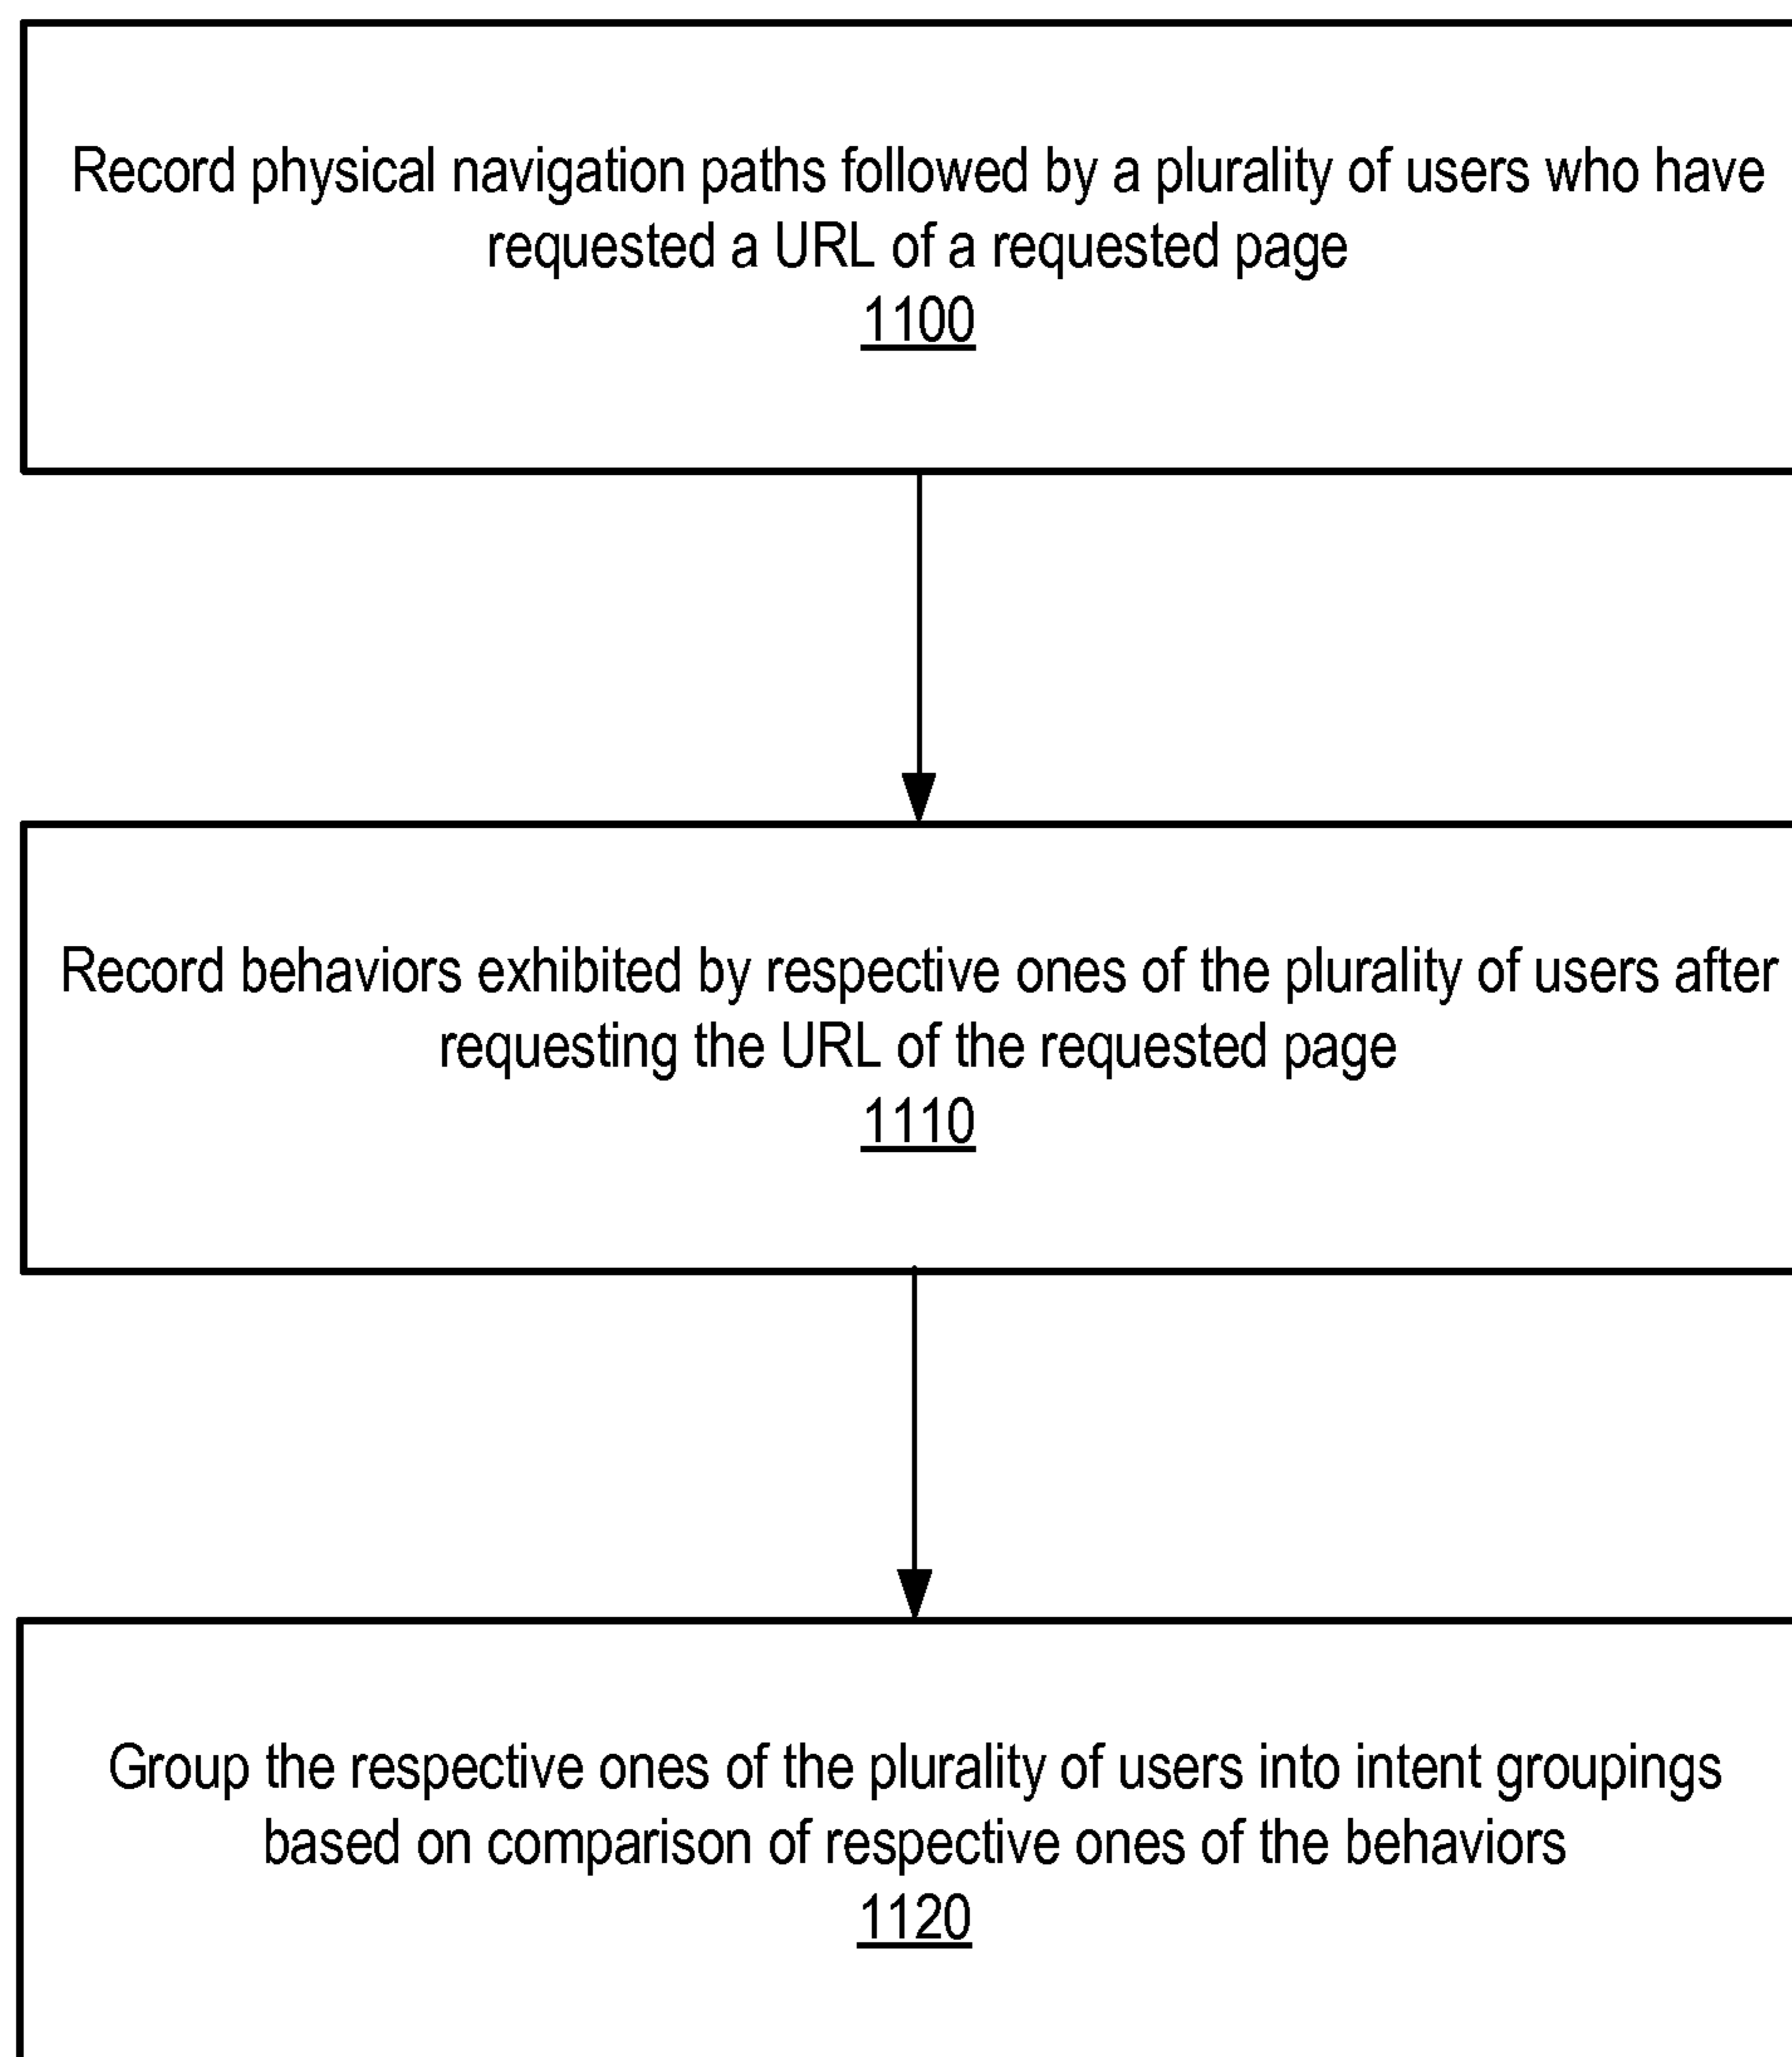 Record physical navigation paths followed by a plurality of users who have
requested a URL of a requested page
1100
Record behaviors exhibited by respective ones of the plurality of users after
requesting the URL of the requested page
1110
Group the respective ones of the plurality of users into intent groupings
based on comparison of respective ones of the behaviors
1120